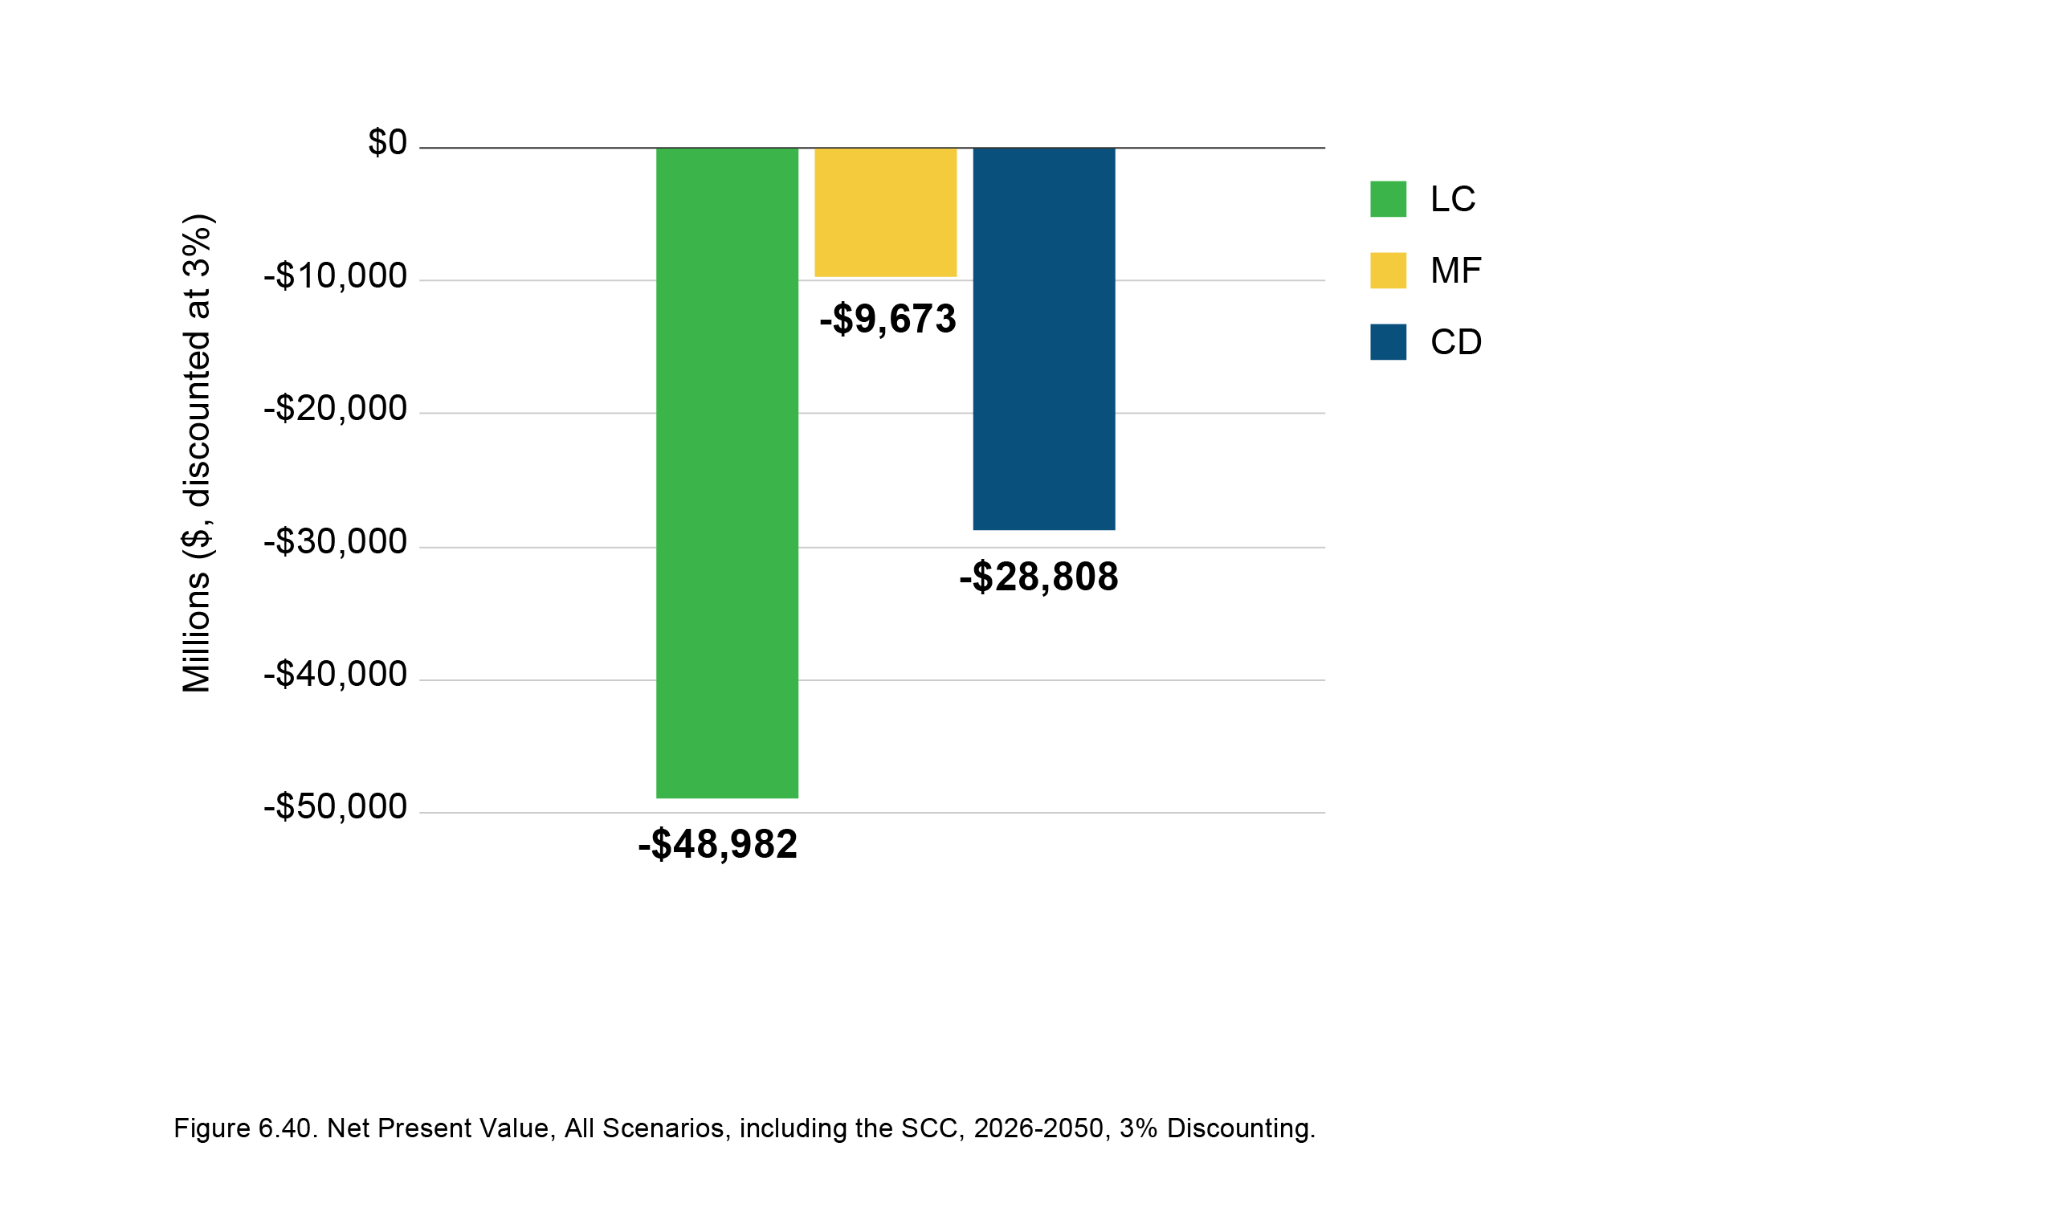 $0
-$10,000
-$20,000
-$30,000
-$40,000
-$50,000
Millions ($, discounted at 3%)
-$48,982
-$9,673
-$28,808
LC
MF
CD
Figure 6.40. Net Present Value, All Scenarios, including the SCC, 2026-2050, 3% Discounting.